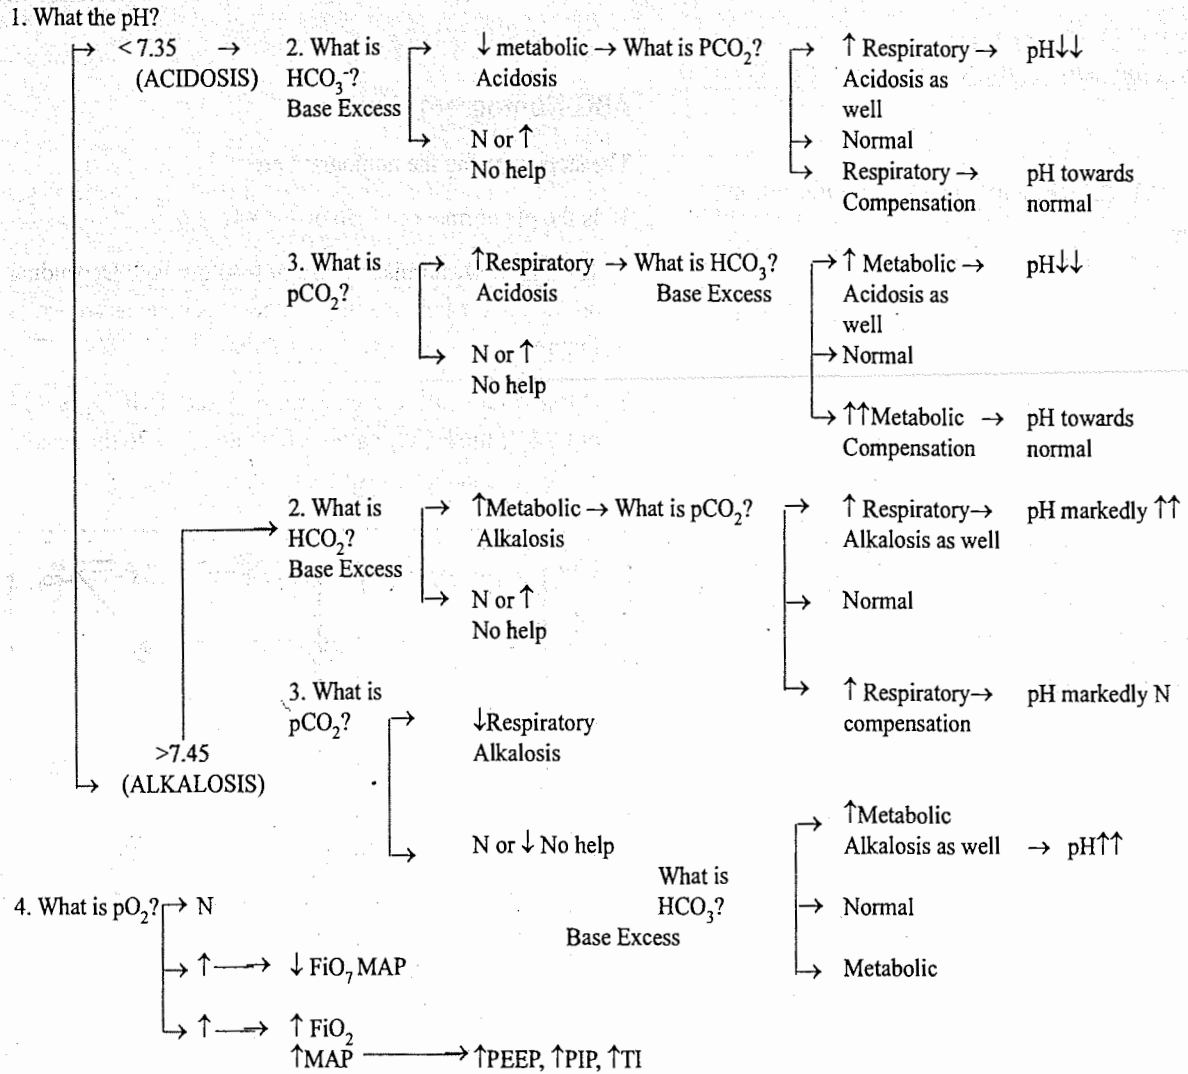 1. What the pH?
< 7.35 → 2. What is ↓ metabolic → What is PCO₂? ↑ Respiratory → pH↓↓
(ACIDOSIS) HCO₃⁻? Acidosis Acidosis as
Base Excess well
N or ↑ Normal
No help Respiratory → pH towards
Compensation normal
3. What is ↑Respiratory → What is HCO₃? ↑ Metabolic → pH↓↓
pCO₂? Acidosis Base Excess Acidosis as
well
N or ↑ Normal
No help
↑↑Metabolic → pH towards
Compensation normal
2. What is ↑Metabolic → What is pCO₂? ↑ Respiratory→ pH markedly ↑↑
HCO₂? Alkalosis Alkalosis as well
Base Excess
N or ↑ Normal
No help
3. What is ↑ Respiratory→ pH markedly N
pCO₂? ↓Respiratory compensation
>7.45 Alkalosis
(ALKALOSIS)
↑Metabolic
N or ↓ No help Alkalosis as well → pH↑↑
What is
4. What is pO₂? → N HCO₃? Normal
Base Excess
↑ → ↓ FiO₇ MAP Metabolic
↑ → ↑ FiO₂
↑MAP → ↑PEEP, ↑PIP, ↑TI